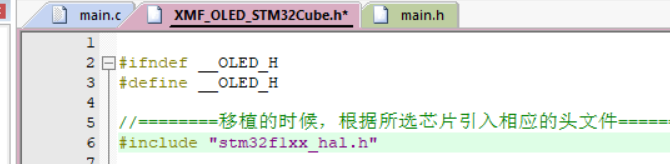 main.c XMF_OLED_STM32Cube.h* main.h
1
2 #ifndef __OLED_H
3 #define __OLED_H
4
5 //========移植的时候，根据所选芯片引入相应的头文件=====
6 #include "stm32f1xx_hal.h"
7